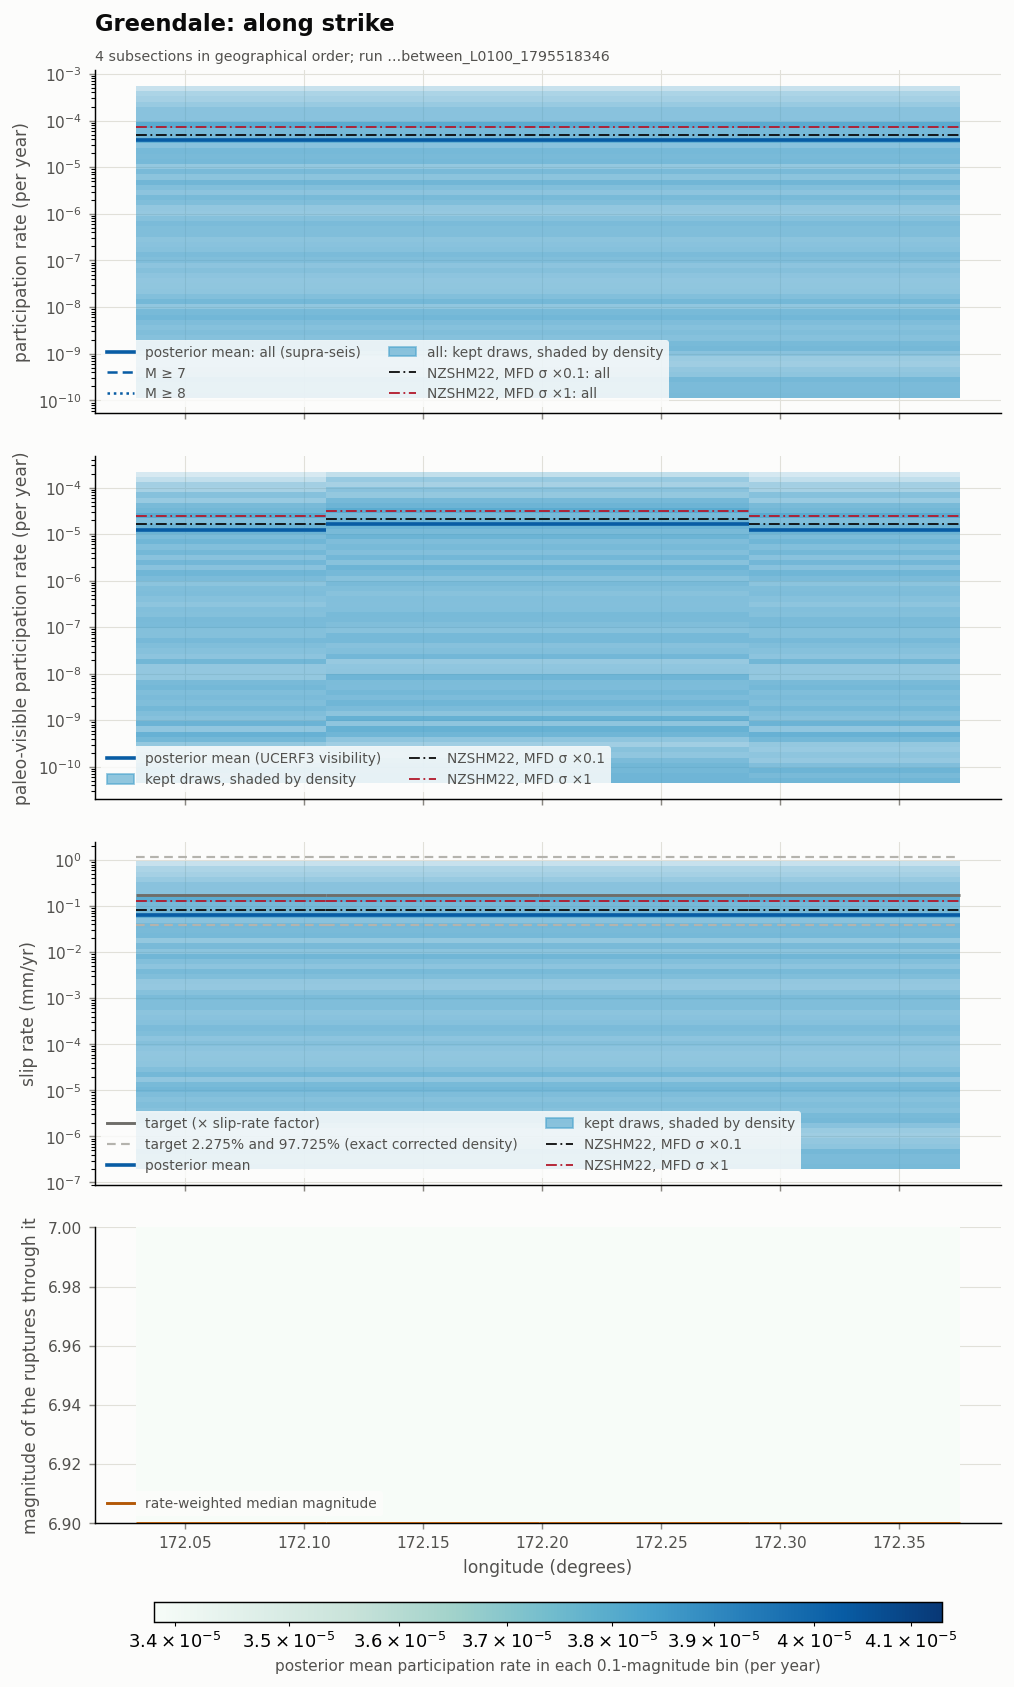 Greendale: along strike
4 subsections in geographical order; run ...between_L0100_1795518346
participation rate (per year)
10⁻³
10⁻⁴
10⁻⁵
10⁻⁶
10⁻⁷
10⁻⁸
10⁻⁹
10⁻¹⁰
posterior mean: all (supra-seis)
M ≥ 7
M ≥ 8
all: kept draws, shaded by density
NZSHM22, MFD σ ×0.1: all
NZSHM22, MFD σ ×1: all
paleo-visible participation rate (per year)
10⁻⁴
10⁻⁵
10⁻⁶
10⁻⁷
10⁻⁸
10⁻⁹
10⁻¹⁰
posterior mean (UCERF3 visibility)
kept draws, shaded by density
NZSHM22, MFD σ ×0.1
NZSHM22, MFD σ ×1
slip rate (mm/yr)
10⁰
10⁻¹
10⁻²
10⁻³
10⁻⁴
10⁻⁵
10⁻⁶
10⁻⁷
target (× slip-rate factor)
target 2.275% and 97.725% (exact corrected density)
posterior mean
kept draws, shaded by density
NZSHM22, MFD σ ×0.1
NZSHM22, MFD σ ×1
magnitude of the ruptures through it
7.00
6.98
6.96
6.94
6.92
6.90
rate-weighted median magnitude
172.05 172.10 172.15 172.20 172.25 172.30 172.35
longitude (degrees)
3.4 × 10⁻⁵ 3.5 × 10⁻⁵ 3.6 × 10⁻⁵ 3.7 × 10⁻⁵ 3.8 × 10⁻⁵ 3.9 × 10⁻⁵ 4 × 10⁻⁵ 4.1 × 10⁻⁵
posterior mean participation rate in each 0.1-magnitude bin (per year)